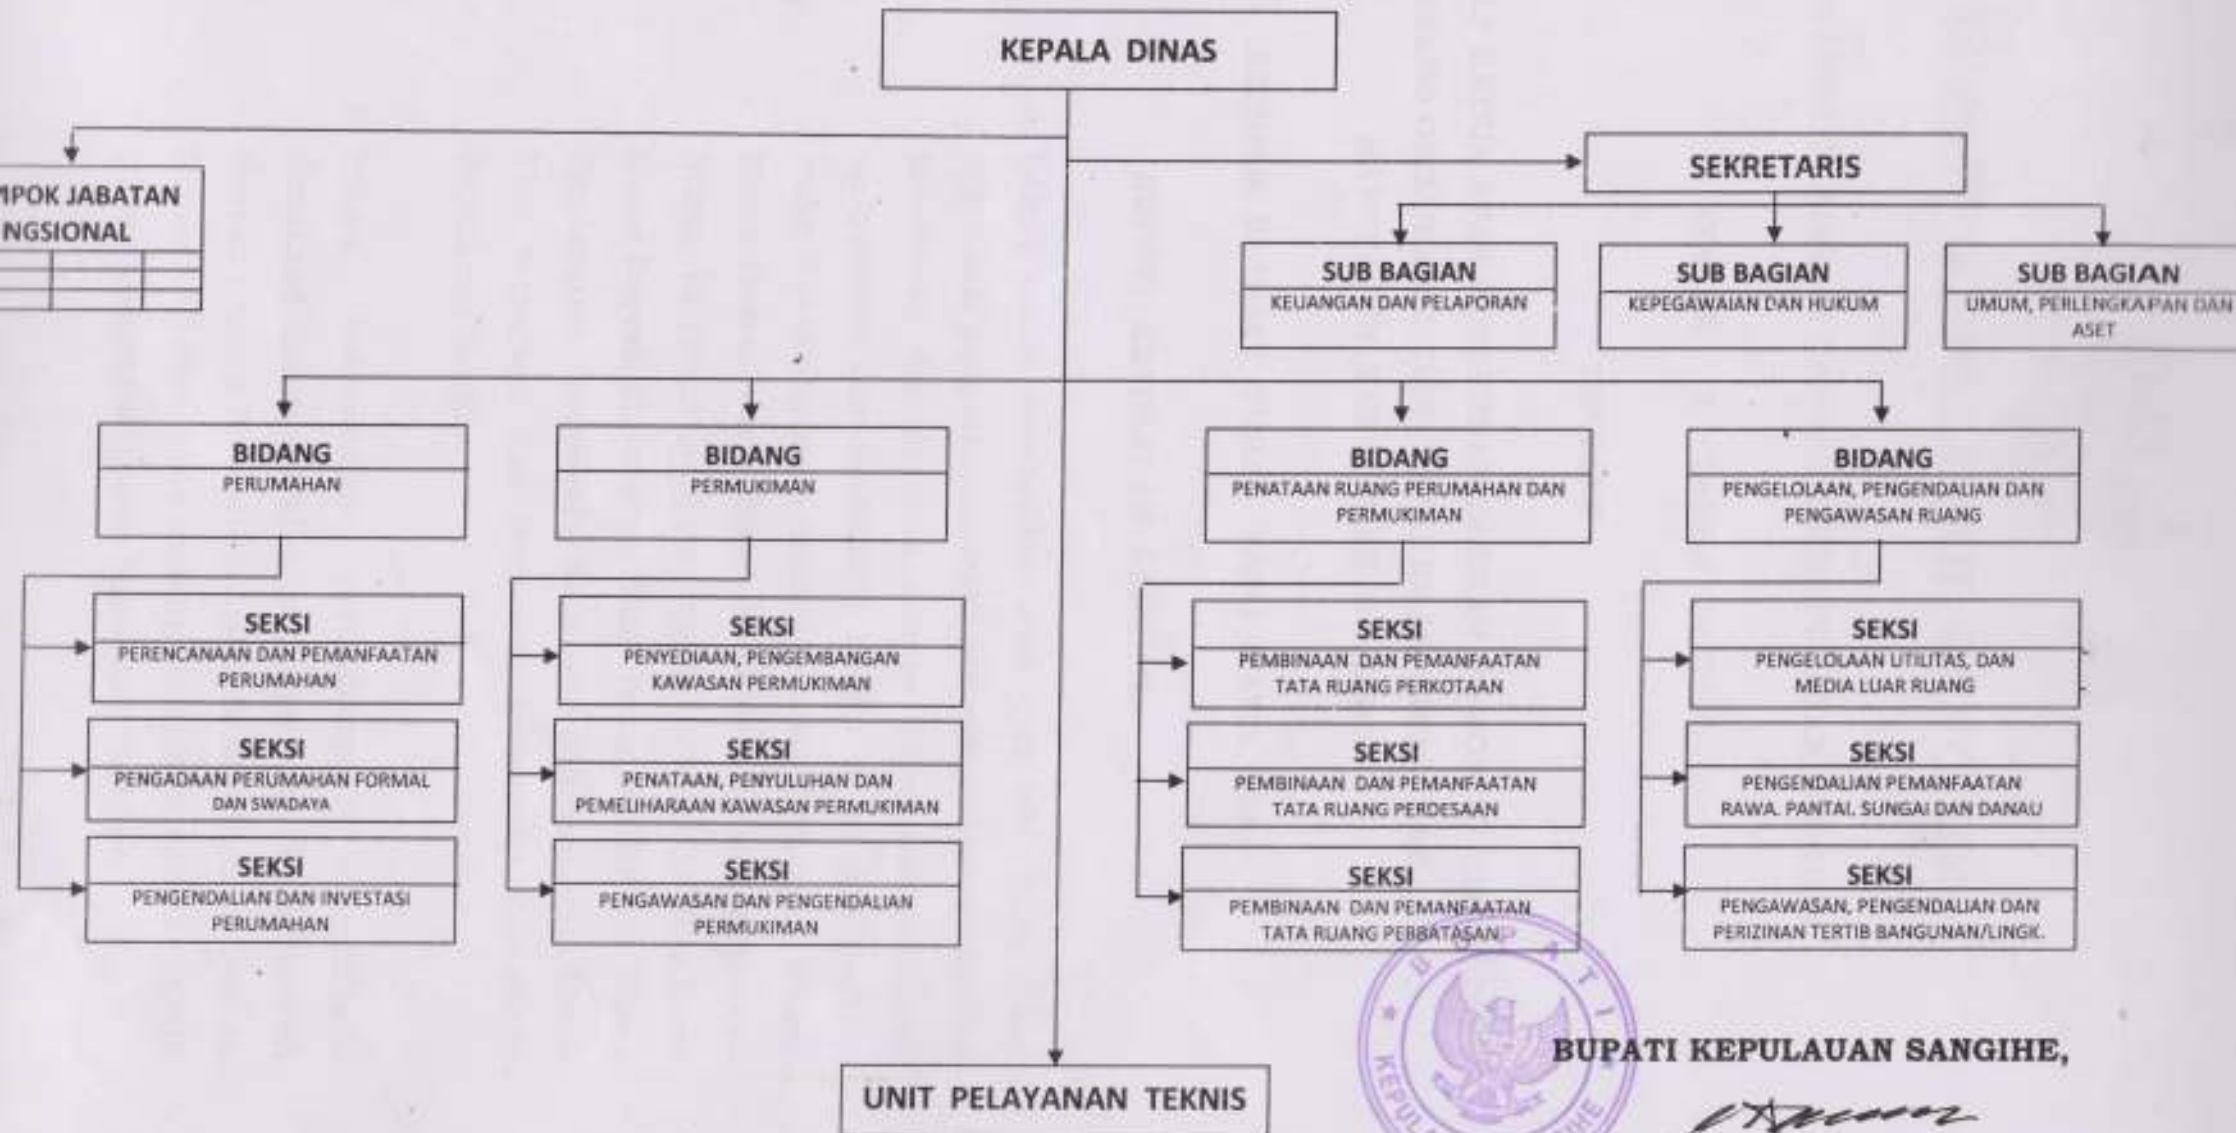 KEPALA DINAS
MPOK JABATAN
NGSIONAL
SEKRETARIS
SUB BAGIAN
KEUANGAN DAN PELAPORAN
SUB BAGIAN
KEPEGAWAIAN DAN HUKUM
SUB BAGIAN
UMUM, PERLENGKAPAN DAN
ASET
BIDANG
PERUMAHAN
BIDANG
PERMUKIMAN
BIDANG
PENATAAN RUANG PERUMAHAN DAN
PERMUKIMAN
BIDANG
PENGELOLAAN, PENGENDALIAN DAN
PENGAWASAN RUANG
SEKSI
PERENCANAAN DAN PEMANFAATAN
PERUMAHAN
SEKSI
PENGADAAN PERUMAHAN FORMAL
DAN SWADAYA
SEKSI
PENGENDALIAN DAN INVESTASI
PERUMAHAN
SEKSI
PENYEDIAAN, PENGEMBANGAN
KAWASAN PERMUKIMAN
SEKSI
PENATAAN, PENYULUHAN DAN
PEMELIHARAAN KAWASAN PERMUKIMAN
SEKSI
PENGAWASAN DAN PENGENDALIAN
PERMUKIMAN
SEKSI
PEMBINAAN DAN PEMANFAATAN
TATA RUANG PERKOTAAN
SEKSI
PEMBINAAN DAN PEMANFAATAN
TATA RUANG PERDESAAN
SEKSI
PEMBINAAN DAN PEMANFAATAN
TATA RUANG PERBATASAN
SEKSI
PENGELOLAAN UTILITAS, DAN
MEDIA LUAR RUANG
SEKSI
PENGENDALIAN PEMANFAATAN
RAWA. PANTAI. SUNGAI DAN DANAU
SEKSI
PENGAWASAN, PENGENDALIAN DAN
PERIZINAN TERTIB BANGUNAN/LINGK.
UNIT PELAYANAN TEKNIS
BUPATI
BUPATI KEPULAUAN SANGIHE,